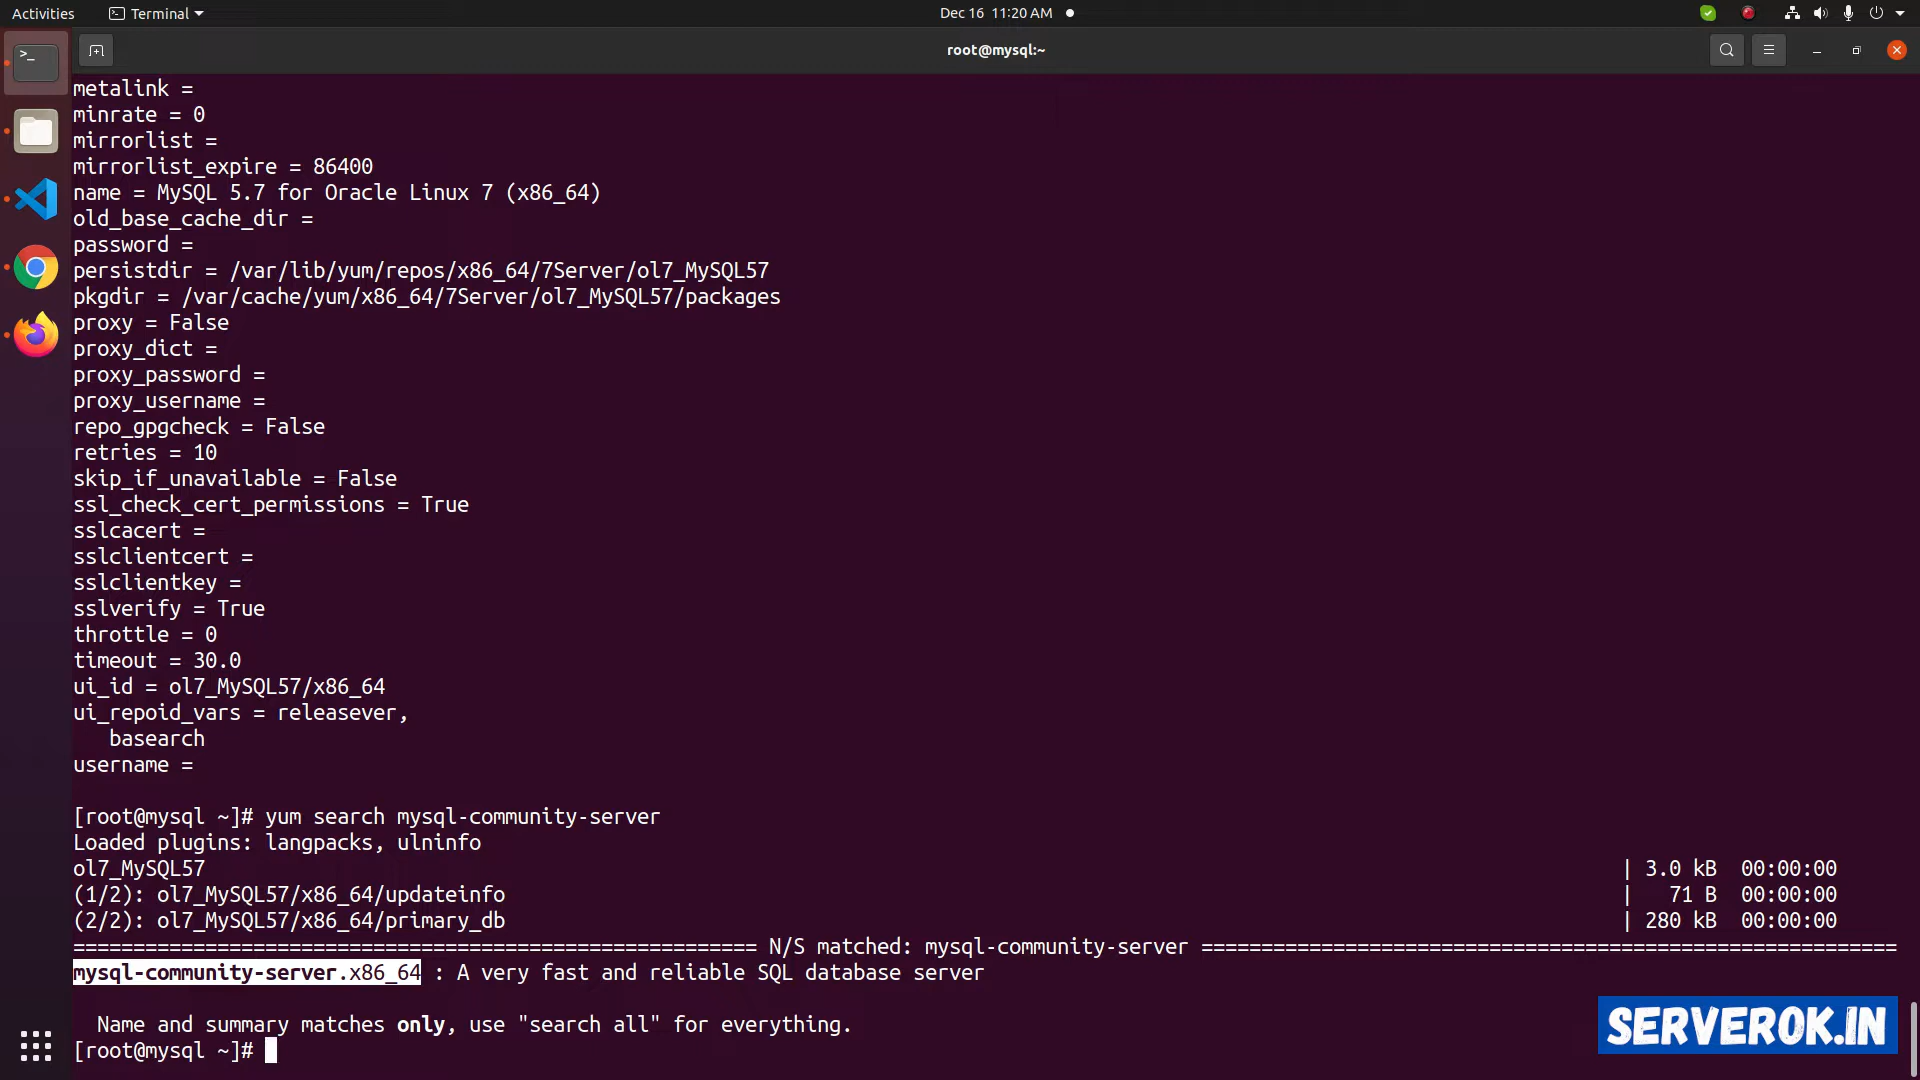 Activities
Terminal
Dec 16 11:20 AM
root@mysql:~
metalink =
minrate = 0
mirrorlist =
mirrorlist_expire = 86400
name = MySQL 5.7 for Oracle Linux 7 (x86_64)
old_base_cache_dir =
password =
persistdir = /var/lib/yum/repos/x86_64/7Server/ol7_MySQL57
pkgdir = /var/cache/yum/x86_64/7Server/ol7_MySQL57/packages
proxy = False
proxy_dict =
proxy_password =
proxy_username =
repo_gpgcheck = False
retries = 10
skip_if_unavailable = False
ssl_check_cert_permissions = True
sslcacert =
sslclientcert =
sslclientkey =
sslverify = True
throttle = 0
timeout = 30.0
ui_id = ol7_MySQL57/x86_64
ui_repoid_vars = releasever,
basearch
username =
[root@mysql ~]# yum search mysql-community-server
Loaded plugins: langpacks, ulninfo
ol7_MySQL57 | 3.0 kB 00:00:00
(1/2): ol7_MySQL57/x86_64/updateinfo | 71 B 00:00:00
(2/2): ol7_MySQL57/x86_64/primary_db | 280 kB 00:00:00
========================================================= N/S matched: mysql-community-server ==========================================================
mysql-community-server.x86_64 : A very fast and reliable SQL database server
Name and summary matches only, use "search all" for everything.
[root@mysql ~]#
SERVEROK.IN